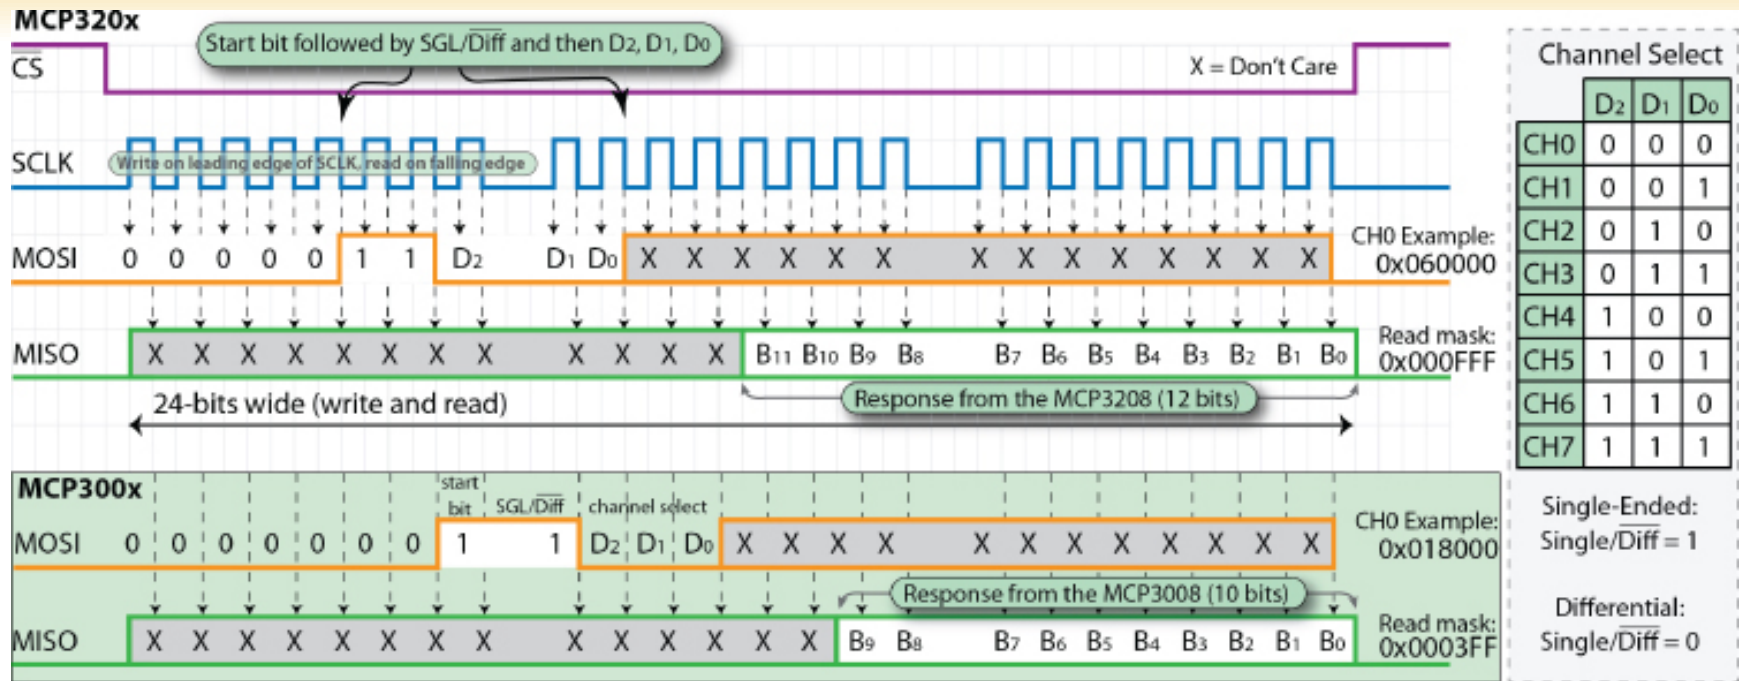 MCP320x
Start bit followed by SGL/Diff and then D2, D1, D0
CS
X = Don't Care
SCLK
Write on leading edge of SCLK, read on falling edge
MOSI 0 0 0 0 0 1 1 D2 D1 D0 X X X X X X X X X X X X X X
CH0 Example:
0x060000
MISO X X X X X X X X X X X X B11 B10 B9 B8 B7 B6 B5 B4 B3 B2 B1 B0
Read mask:
0x000FFF
24-bits wide (write and read)
Response from the MCP3208 (12 bits)
MCP300x
start
bit
SGL/Diff
channel select
MOSI 0 0 0 0 0 0 0 1 1 D2 D1 D0 X X X X X X X X X X X X
CH0 Example:
0x018000
Response from the MCP3008 (10 bits)
MISO X X X X X X X X X X X X X X B9 B8 B7 B6 B5 B4 B3 B2 B1 B0
Read mask:
0x0003FF
Channel Select
D2 D1 D0
CH0 0 0 0
CH1 0 0 1
CH2 0 1 0
CH3 0 1 1
CH4 1 0 0
CH5 1 0 1
CH6 1 1 0
CH7 1 1 1
Single-Ended:
Single/Diff = 1
Differential:
Single/Diff = 0